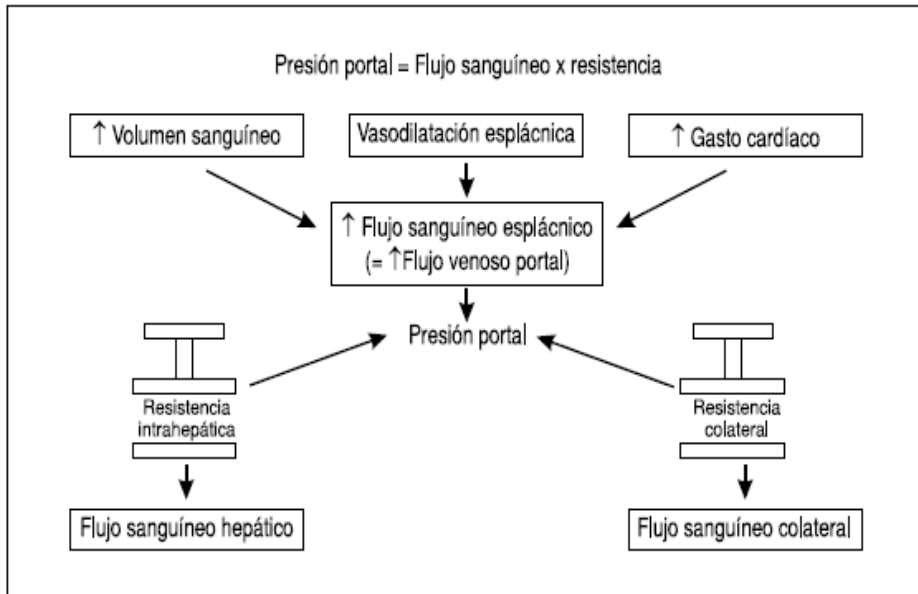 Presión portal = Flujo sanguíneo x resistencia
↑ Volumen sanguíneo
Vasodilatación esplácnica
↑ Gasto cardíaco
↑ Flujo sanguíneo esplácnico
(= ↑Flujo venoso portal)
Presión portal
Resistencia
intrahepática
Resistencia
colateral
Flujo sanguíneo hepático
Flujo sanguíneo colateral